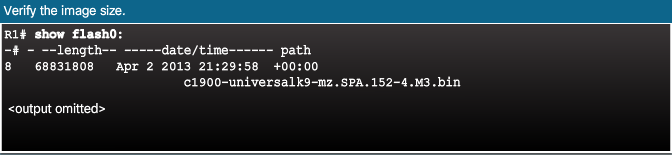 Verify the image size.
R1# show flash0:
-# - --length-- -----date/time------ path
8 68831808 Apr 2 2013 21:29:58 +00:00
c1900-universalk9-mz.SPA.152-4.M3.bin
<output omitted>